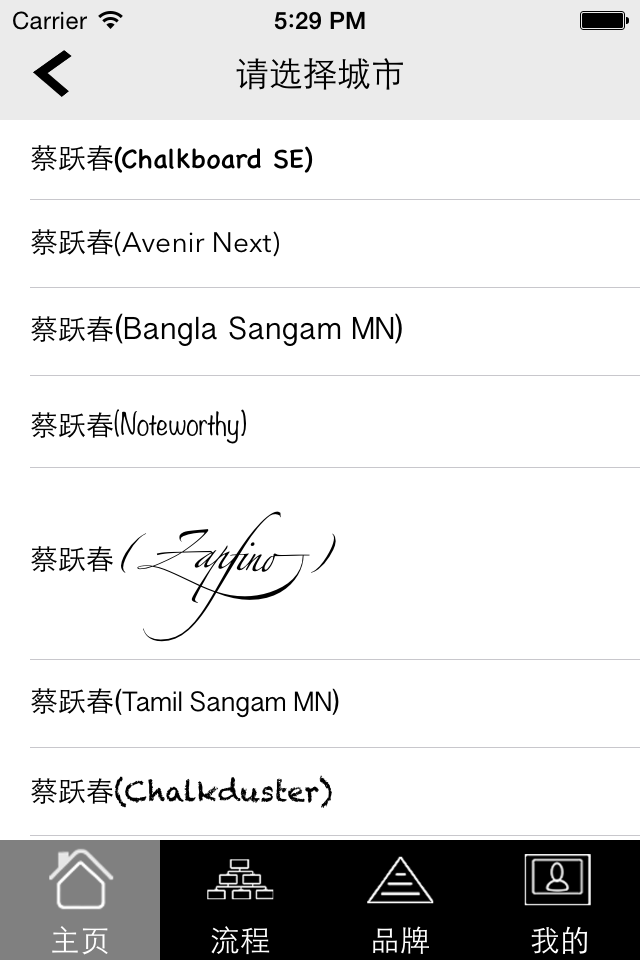 Carrier 5:29 PM
请选择城市
蔡跃春(Chalkboard SE)
蔡跃春(Avenir Next)
蔡跃春(Bangla Sangam MN)
蔡跃春(Noteworthy)
蔡跃春(Zapfino)
蔡跃春(Tamil Sangam MN)
蔡跃春(Chalkduster)
主页 流程 品牌 我的